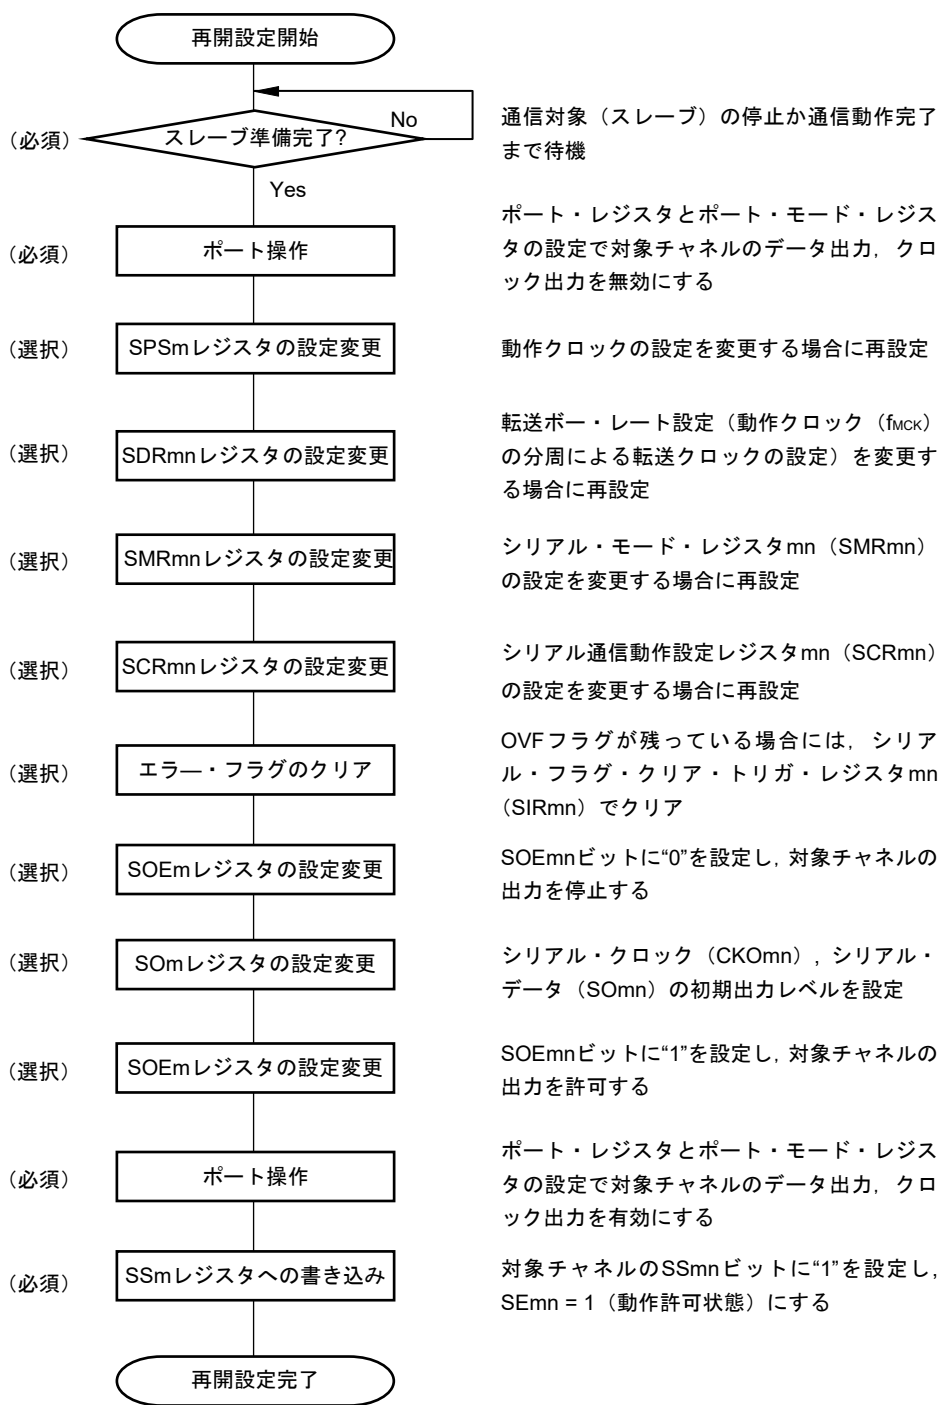 再開設定開始
No
(必須)
スレーブ準備完了?
通信対象(スレーブ)の停止か通信動作完了
まで待機
Yes
(必須)
ポート操作
ポート・レジスタとポート・モード・レジス
タの設定で対象チャネルのデータ出力,クロ
ック出力を無効にする
(選択)
SPSmレジスタの設定変更
動作クロックの設定を変更する場合に再設定
(選択)
SDRmnレジスタの設定変更
転送ボー・レート設定(動作クロック(fMCK)
の分周による転送クロックの設定)を変更す
る場合に再設定
(選択)
SMRmnレジスタの設定変更
シリアル・モード・レジスタmn(SMRmn)
の設定を変更する場合に再設定
(選択)
SCRmnレジスタの設定変更
シリアル通信動作設定レジスタmn(SCRmn)
の設定を変更する場合に再設定
(選択)
エラ―・フラグのクリア
OVFフラグが残っている場合には,シリア
ル・フラグ・クリア・トリガ・レジスタmn
(SIRmn)でクリア
(選択)
SOEmレジスタの設定変更
SOEmnビットに“0”を設定し,対象チャネルの
出力を停止する
(選択)
SOmレジスタの設定変更
シリアル・クロック(CKOmn),シリアル・
データ(SOmn)の初期出力レベルを設定
(選択)
SOEmレジスタの設定変更
SOEmnビットに“1”を設定し,対象チャネルの
出力を許可する
(必須)
ポート操作
ポート・レジスタとポート・モード・レジス
タの設定で対象チャネルのデータ出力,クロ
ック出力を有効にする
(必須)
SSmレジスタへの書き込み
対象チャネルのSSmnビットに“1”を設定し,
SEmn = 1(動作許可状態)にする
再開設定完了